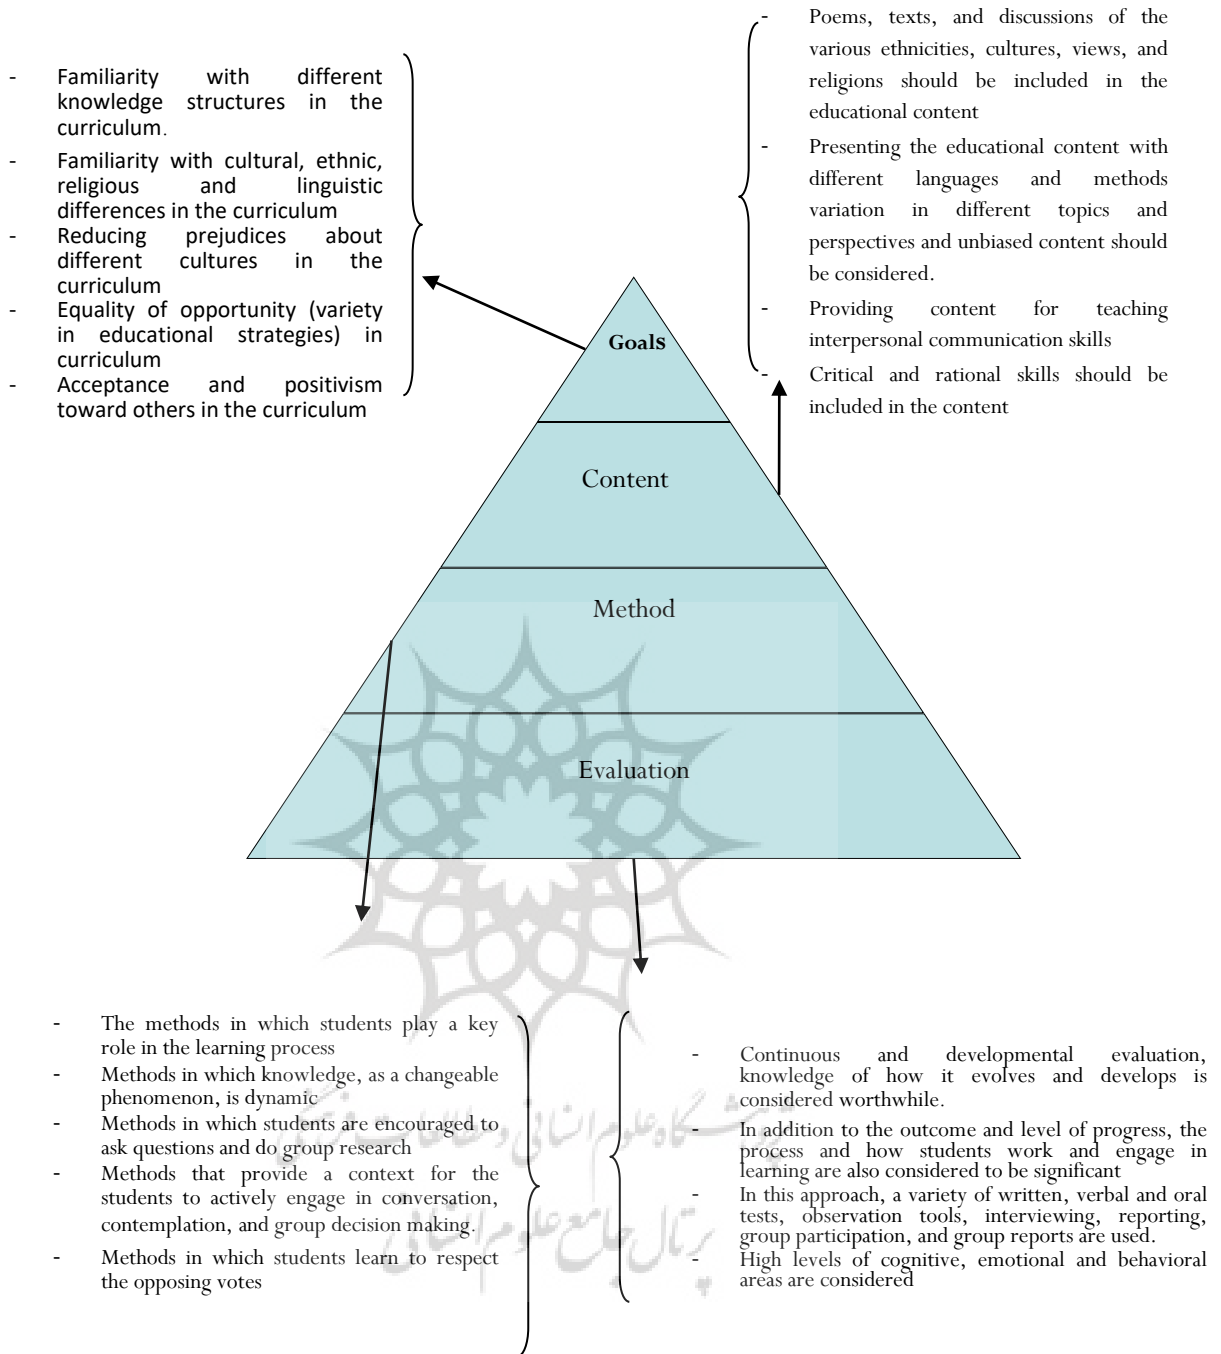 - Familiarity with different
knowledge structures in the
curriculum.
- Familiarity with cultural, ethnic,
religious and linguistic
differences in the curriculum
- Reducing prejudices about
different cultures in the
curriculum
- Equality of opportunity (variety
in educational strategies) in
curriculum
- Acceptance and positivism
toward others in the curriculum
- Poems, texts, and discussions of the
various ethnicities, cultures, views, and
religions should be included in the
educational content
- Presenting the educational content with
different languages and methods
variation in different topics and
perspectives and unbiased content should
be considered.
- Providing content for teaching
interpersonal communication skills
- Critical and rational skills should be
included in the content
Goals
Content
Method
Evaluation
- The methods in which students play a key
role in the learning process
- Methods in which knowledge, as a changeable
phenomenon, is dynamic
- Methods in which students are encouraged to
ask questions and do group research
- Methods that provide a context for the
students to actively engage in conversation,
contemplation, and group decision making.
- Methods in which students learn to respect
the opposing votes
- Continuous and developmental evaluation,
knowledge of how it evolves and develops is
considered worthwhile.
- In addition to the outcome and level of progress, the
process and how students work and engage in
learning are also considered to be significant
- In this approach, a variety of written, verbal and oral
tests, observation tools, interviewing, reporting,
group participation, and group reports are used.
- High levels of cognitive, emotional and behavioral
areas are considered
پژوهشگاه علوم انسانی و مطالعات فرهنگی
پرتال جامع علوم انسانی